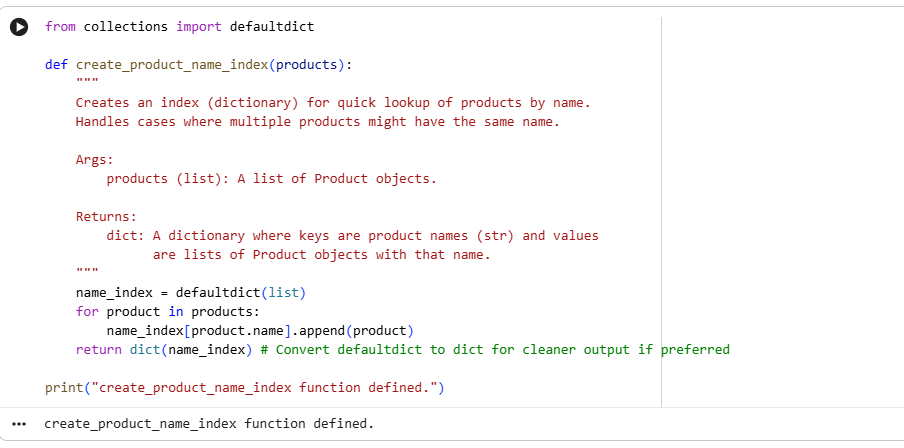 from collections import defaultdict
def create_product_name_index(products):
    """
    Creates an index (dictionary) for quick lookup of products by name.
    Handles cases where multiple products might have the same name.
    Args:
        products (list): A list of Product objects.
    Returns:
        dict: A dictionary where keys are product names (str) and values
              are lists of Product objects with that name.
    """
    name_index = defaultdict(list)
    for product in products:
        name_index[product.name].append(product)
    return dict(name_index) # Convert defaultdict to dict for cleaner output if preferred
print("create_product_name_index function defined.")
create_product_name_index function defined.